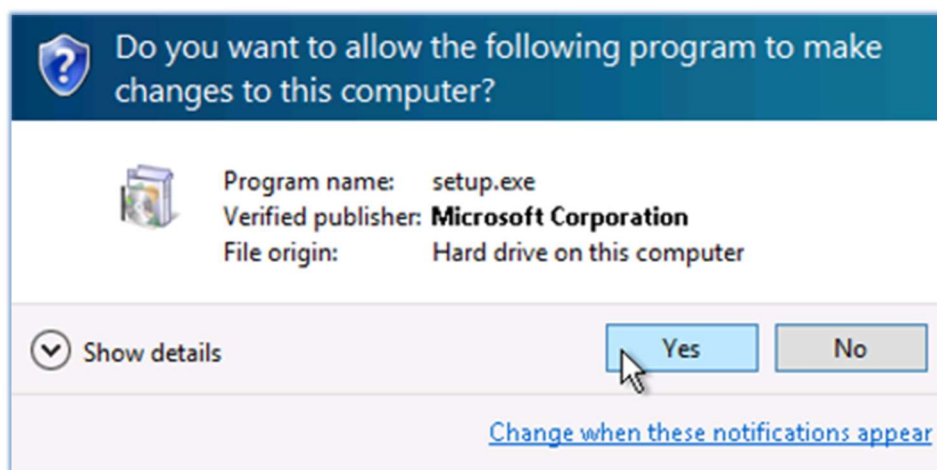 Do you want to allow the following program to make
changes to this computer?
Program name: setup.exe
Verified publisher: Microsoft Corporation
File origin: Hard drive on this computer
Show details
Yes
No
Change when these notifications appear